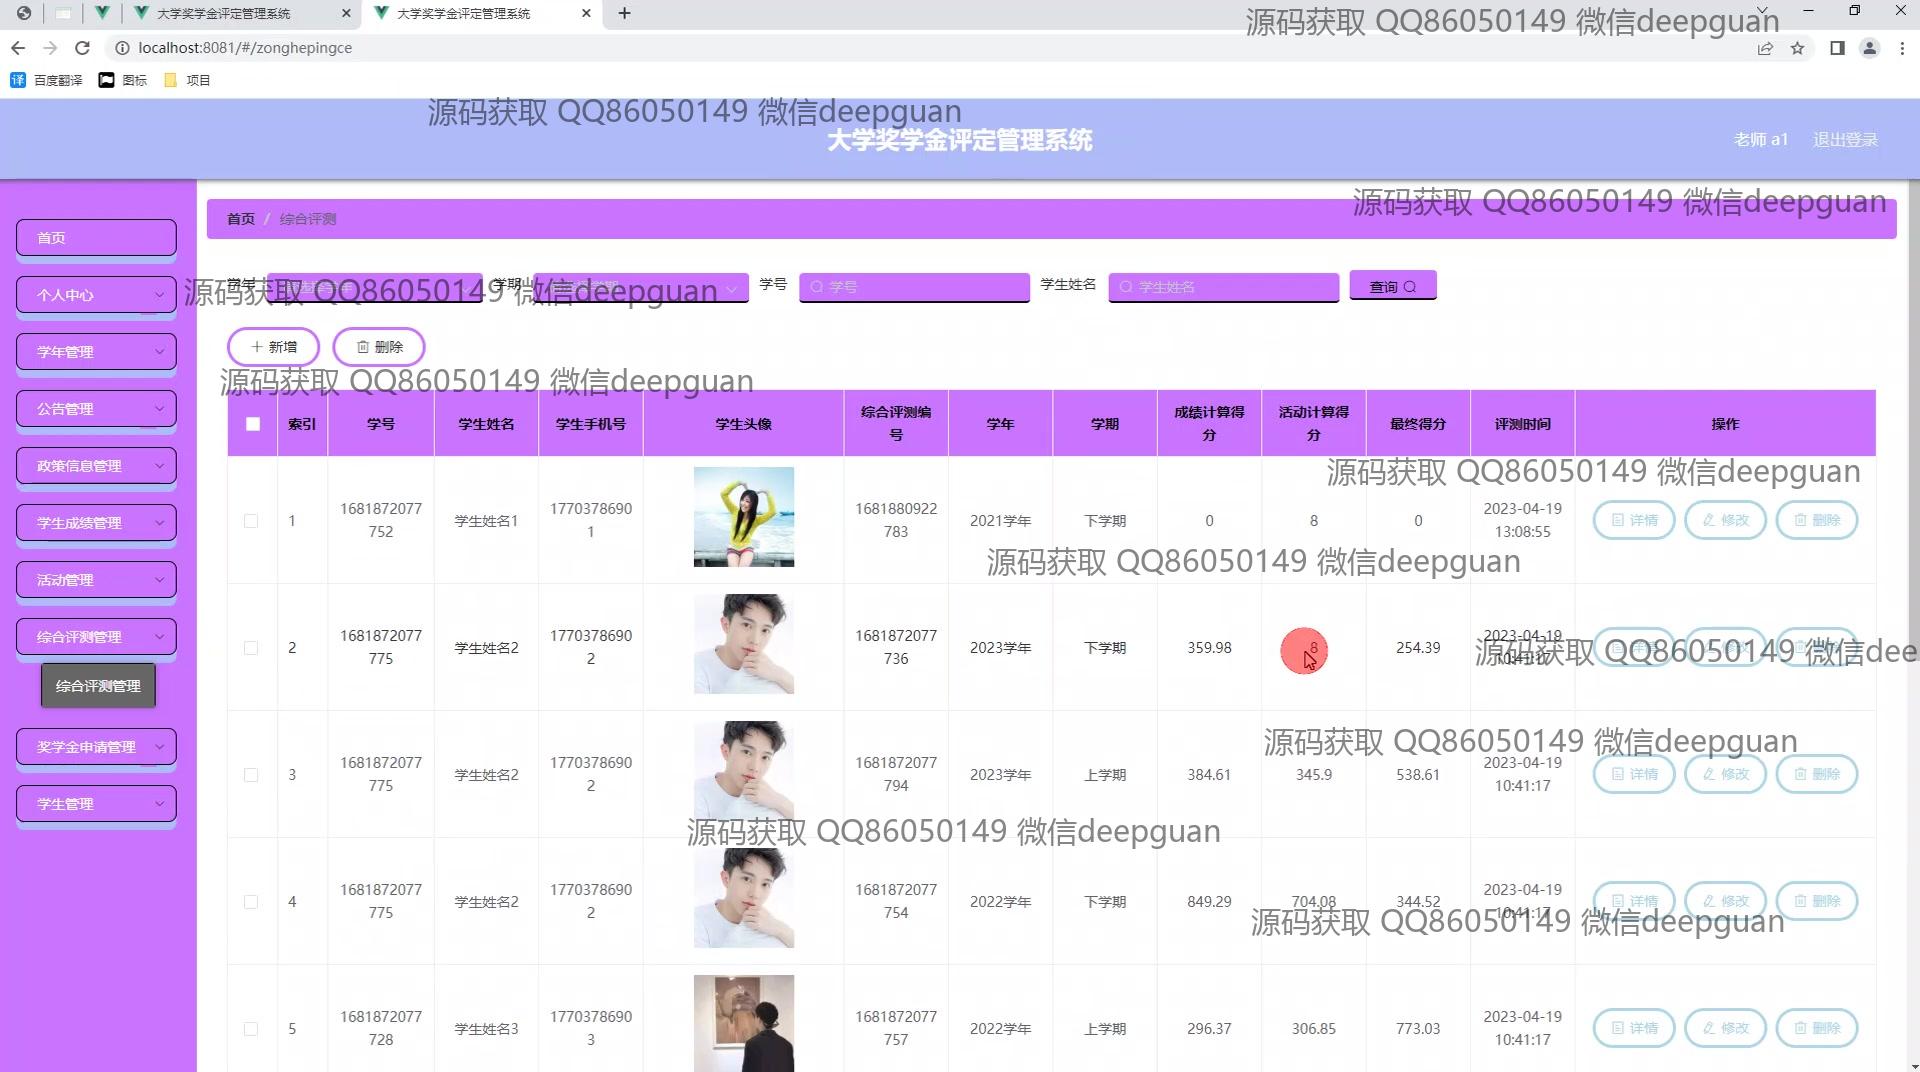 大学奖学金评定管理系统
大学奖学金评定管理系统
localhost:8081/#/zonghepingce
百度翻译 图标 项目
源码获取 QQ86050149 微信deepguan
源码获取 QQ86050149 微信deepguan
大学奖学金评定管理系统
老师 a1 退出登录
源码获取 QQ86050149 微信deepguan
首页
个人中心
学年管理
公告管理
政策信息管理
学生成绩管理
活动管理
综合评测管理
综合评测管理
奖学金申请管理
学生管理
首页 / 综合评测
源码获取 QQ86050149 微信deepguan
学年 学期 学号 学号 学生姓名 学生姓名 查询
新增 删除
源码获取 QQ86050149 微信deepguan
索引 学号 学生姓名 学生手机号 学生头像 综合评测编号 学年 学期 成绩计算得分 活动计算得分 最终得分 评测时间 操作
源码获取 QQ86050149 微信deepguan
1 1681872077752 学生姓名1 17703786901 1681880922783 2021学年 下学期 0 8 0 2023-04-19 13:08:55 详情 修改 删除
源码获取 QQ86050149 微信deepguan
2 1681872077775 学生姓名2 17703786902 1681872077736 2023学年 下学期 359.98 8 254.39 2023-04-19 10:41:17
源码获取 QQ86050149 微信dee
源码获取 QQ86050149 微信deepguan
3 1681872077775 学生姓名2 17703786902 1681872077794 2023学年 上学期 384.61 345.9 538.61 2023-04-19 10:41:17 详情 修改 删除
源码获取 QQ86050149 微信deepguan
4 1681872077775 学生姓名2 17703786902 1681872077754 2022学年 下学期 849.29 704.08 344.52 2023-04-19 10:41:17 详情 修改 删除
源码获取 QQ86050149 微信deepguan
5 1681872077728 学生姓名3 17703786903 1681872077757 2022学年 上学期 296.37 306.85 773.03 2023-04-19 10:41:17 详情 修改 删除